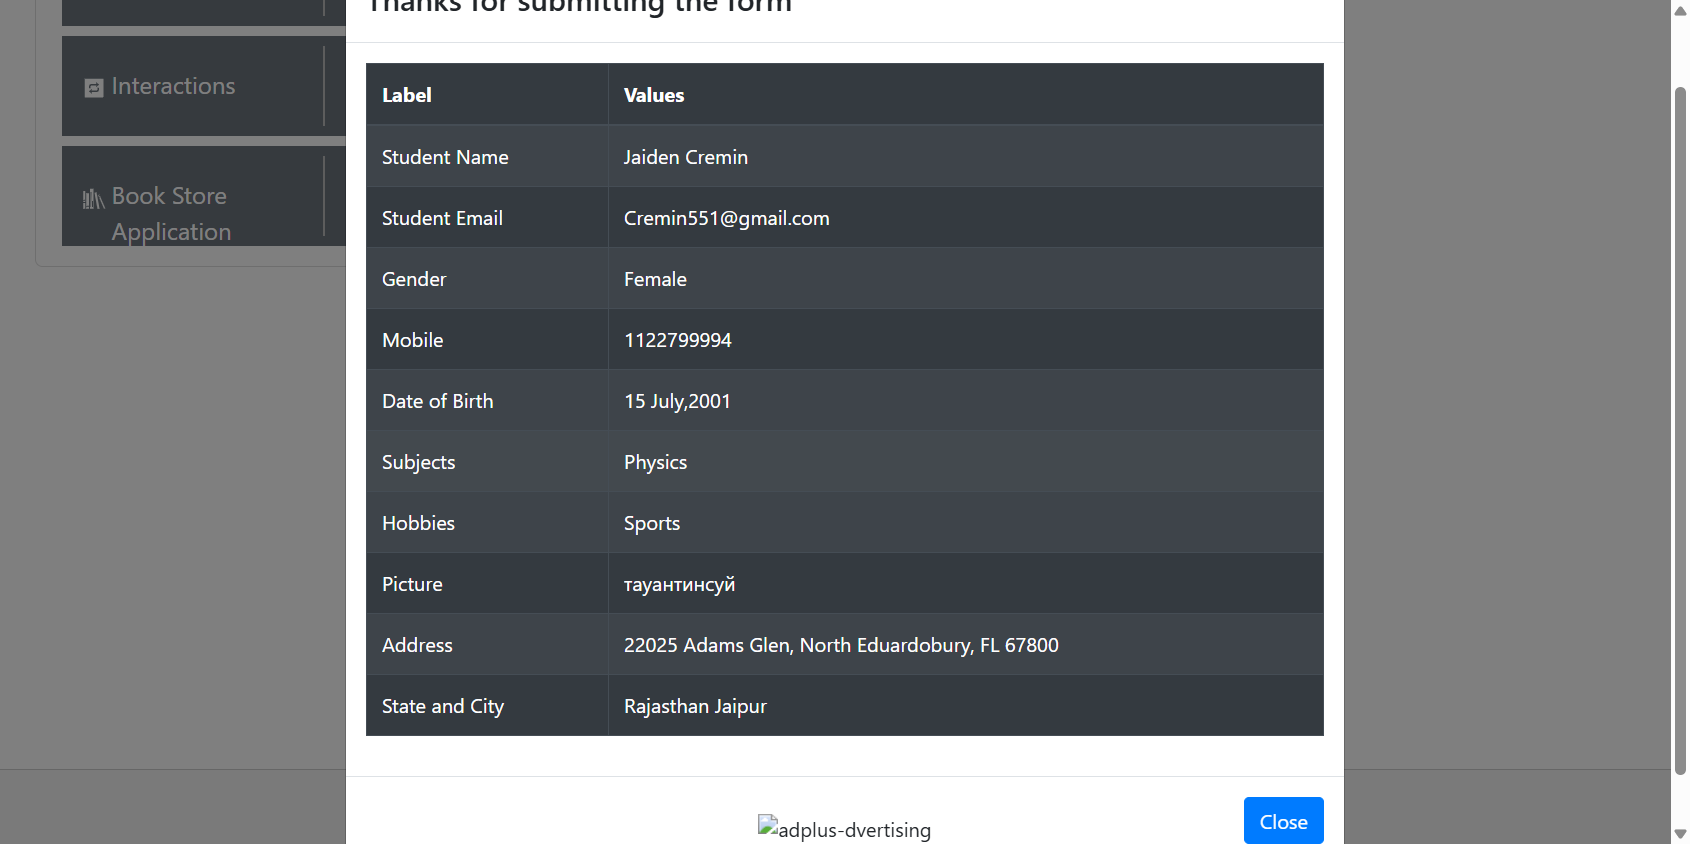 Thanks for submitting the form
Interactions
Book Store
Application
Label Values
Student Name Jaiden Cremin
Student Email Cremin551@gmail.com
Gender Female
Mobile 1122799994
Date of Birth 15 July,2001
Subjects Physics
Hobbies Sports
Picture тауантинсуй
Address 22025 Adams Glen, North Eduardobury, FL 67800
State and City Rajasthan Jaipur
adplus-dvertising
Close